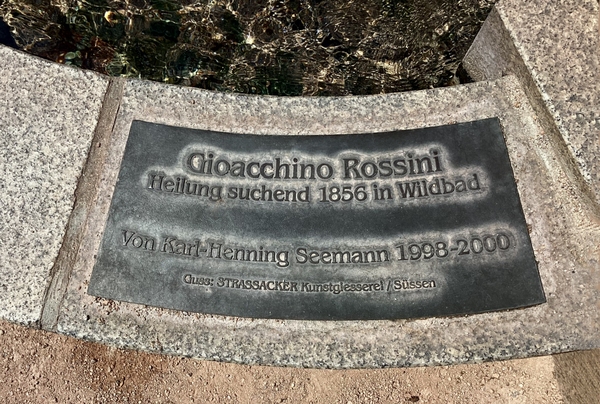 Gioacchino Rossini
Heilung suchend 1856 in Wildbad
Von Karl-Henning Seemann 1998-2000
Guss: STRASSACKER Kunstgiesserei / Süssen